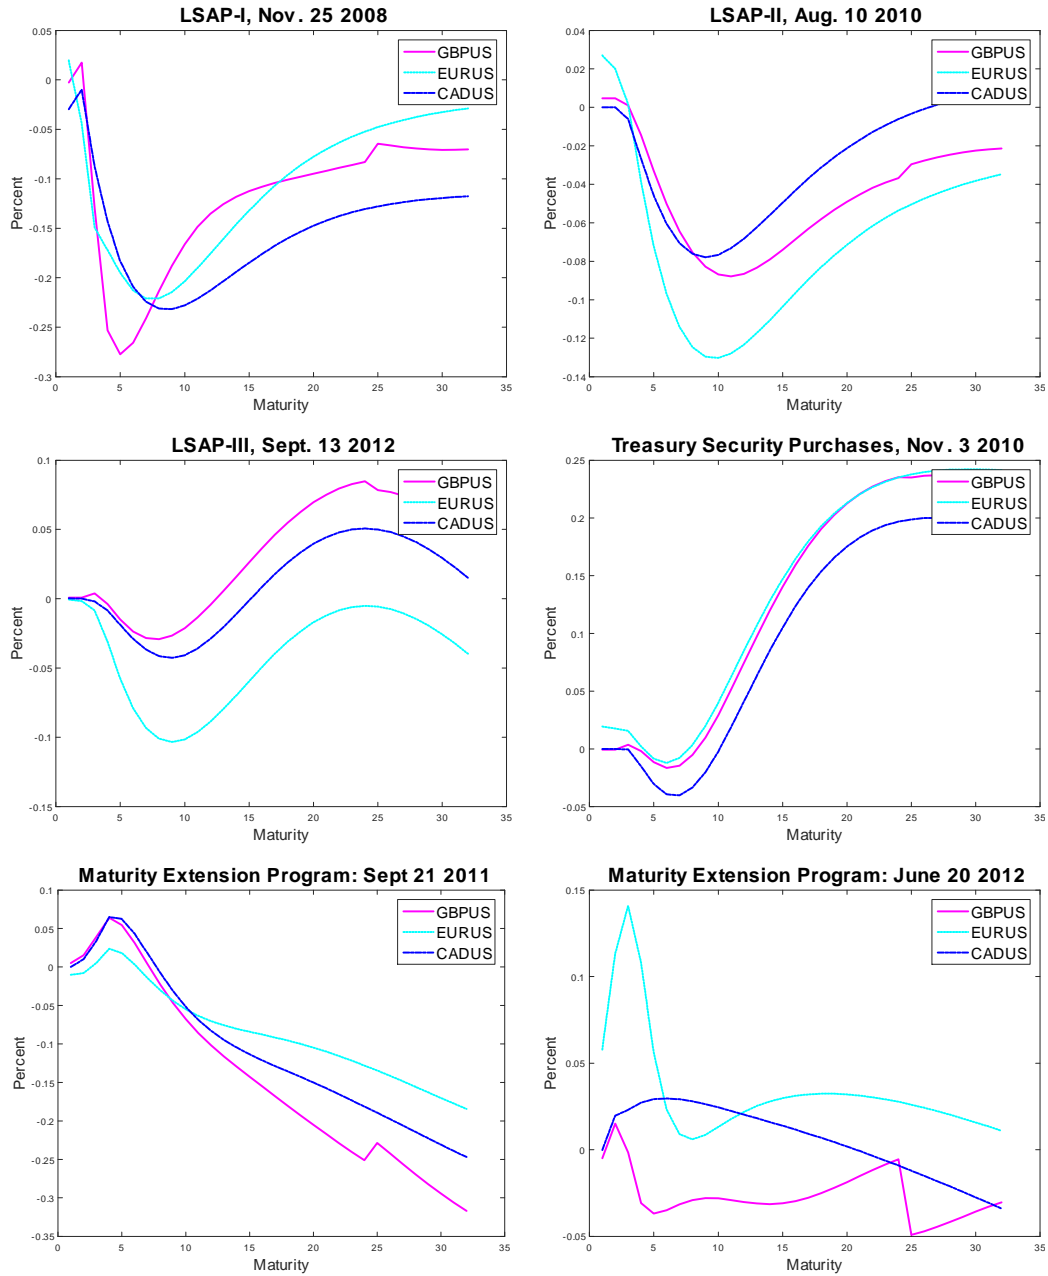 LSAP-I, Nov. 25 2008
0.05
0
-0.05
-0.1
-0.15
-0.2
-0.25
-0.3
Percent
GBPUS
EURUS
CADUS
0 5 10 15 20 25 30 35
Maturity
LSAP-II, Aug. 10 2010
0.04
0.02
0
-0.02
-0.04
-0.06
-0.08
-0.1
-0.12
-0.14
Percent
GBPUS
EURUS
CADUS
0 5 10 15 20 25 30 35
Maturity
LSAP-III, Sept. 13 2012
0.1
0.05
0
-0.05
-0.1
-0.15
Percent
GBPUS
EURUS
CADUS
0 5 10 15 20 25 30 35
Maturity
Treasury Security Purchases, Nov. 3 2010
0.25
0.2
0.15
0.1
0.05
0
-0.05
Percent
GBPUS
EURUS
CADUS
0 5 10 15 20 25 30 35
Maturity
Maturity Extension Program: Sept 21 2011
0.1
0.05
0
-0.05
-0.1
-0.15
-0.2
-0.25
-0.3
-0.35
Percent
GBPUS
EURUS
CADUS
0 5 10 15 20 25 30 35
Maturity
Maturity Extension Program: June 20 2012
0.15
0.1
0.05
0
-0.05
Percent
GBPUS
EURUS
CADUS
0 5 10 15 20 25 30 35
Maturity